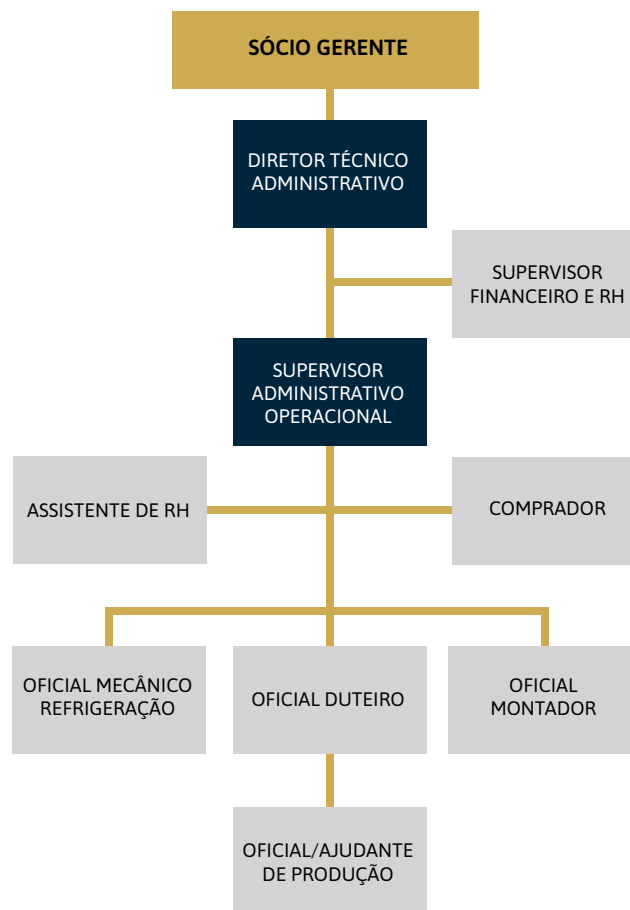 SÓCIO GERENTE
DIRETOR TÉCNICO
ADMINISTRATIVO
SUPERVISOR
FINANCEIRO E RH
SUPERVISOR
ADMINISTRATIVO
OPERACIONAL
ASSISTENTE DE RH
COMPRADOR
OFICIAL MECÂNICO
REFRIGERAÇÃO
OFICIAL DUTEIRO
OFICIAL
MONTADOR
OFICIAL/AJUDANTE
DE PRODUÇÃO